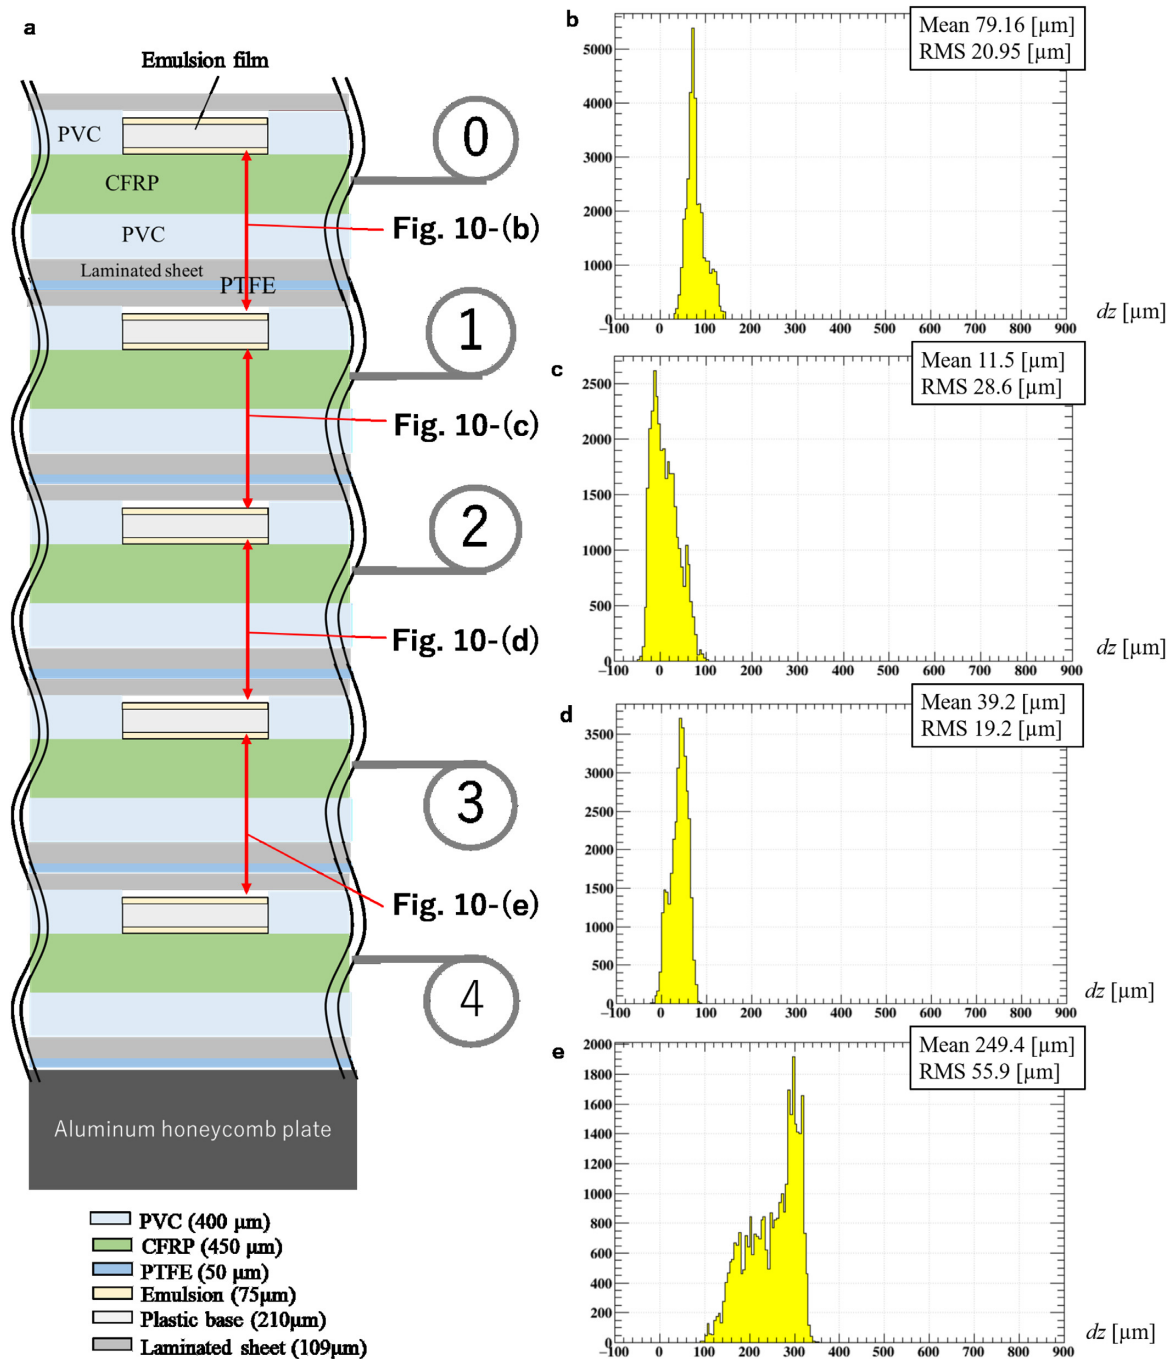 a
Emulsion film
PVC
CFRP
PVC
Laminated sheet
PTFE
0
Fig. 10-(b)
1
Fig. 10-(c)
2
Fig. 10-(d)
3
Fig. 10-(e)
4
Aluminum honeycomb plate
PVC (400 μm)
CFRP (450 μm)
PTFE (50 μm)
Emulsion (75μm)
Plastic base (210μm)
Laminated sheet (109μm)
b
Mean 79.16 [μm]
RMS 20.95 [μm]
5000
4000
3000
2000
1000
0
−100 0 100 200 300 400 500 600 700 800 900
dz [μm]
c
Mean 11.5 [μm]
RMS 28.6 [μm]
2500
2000
1500
1000
500
0
−100 0 100 200 300 400 500 600 700 800 900
dz [μm]
d
Mean 39.2 [μm]
RMS 19.2 [μm]
3500
3000
2500
2000
1500
1000
500
0
−100 0 100 200 300 400 500 600 700 800 900
dz [μm]
e
Mean 249.4 [μm]
RMS 55.9 [μm]
2000
1800
1600
1400
1200
1000
800
600
400
200
0
−100 0 100 200 300 400 500 600 700 800 900
dz [μm]